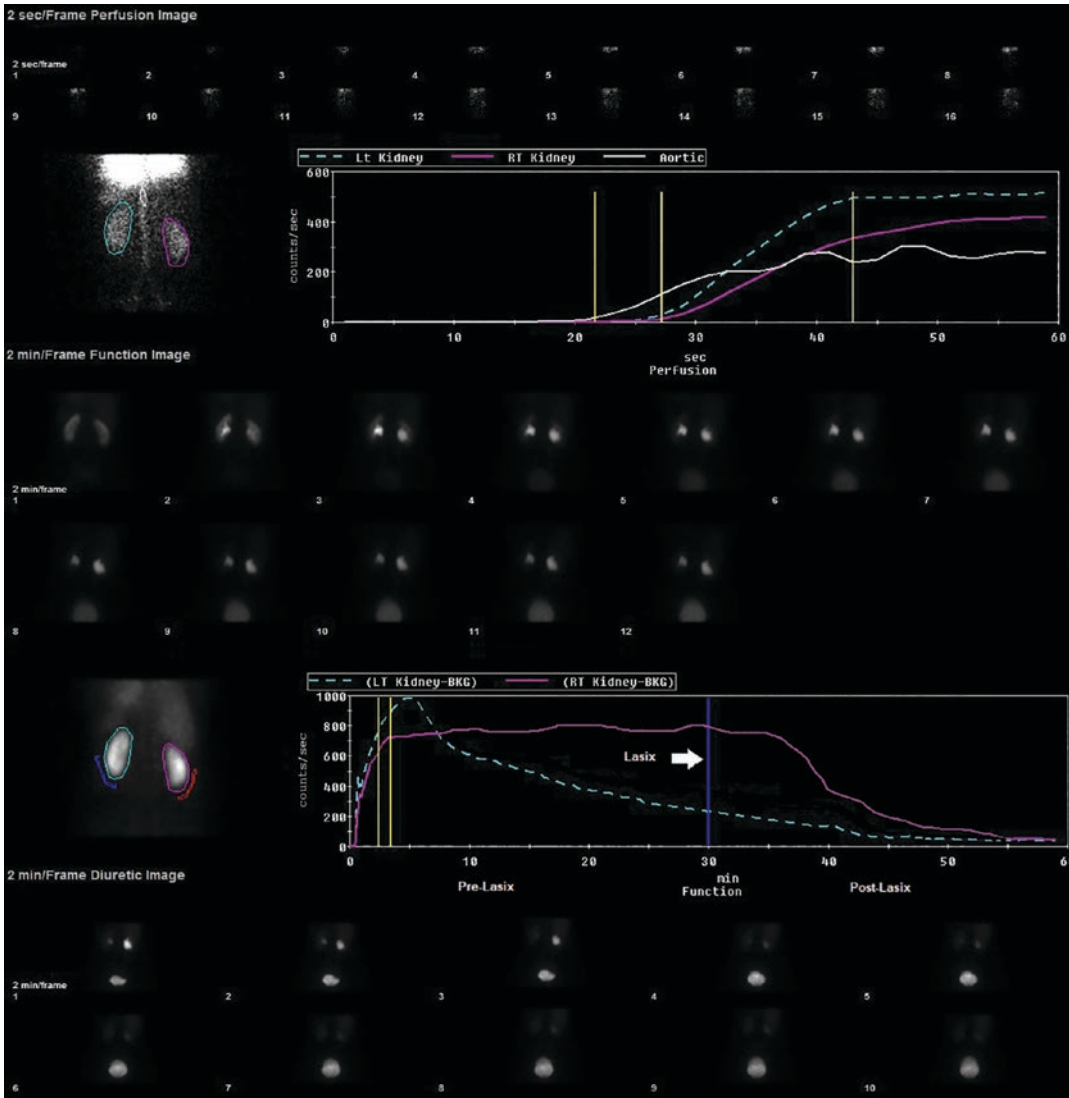 2 sec/Frame Perfusion Image
2 sec/frame
1 2 3 4 5 6 7 8
9 10 11 12 13 14 15 16
Lt Kidney RT Kidney Aortic
600
400
200
0
counts/sec
0 10 20 30 40 50 60
sec
Perfusion
2 min/Frame Function Image
2 min/frame
1 2 3 4 5 6 7
8 9 10 11 12
(LT Kidney-BKG) (RT Kidney-BKG)
1000
800
600
400
200
0
counts/sec
Lasix
0 10 20 30 40 50 6
min
Pre-Lasix Function Post-Lasix
2 min/Frame Diuretic Image
2 min/frame
1 2 3 4 5
6 7 8 9 10